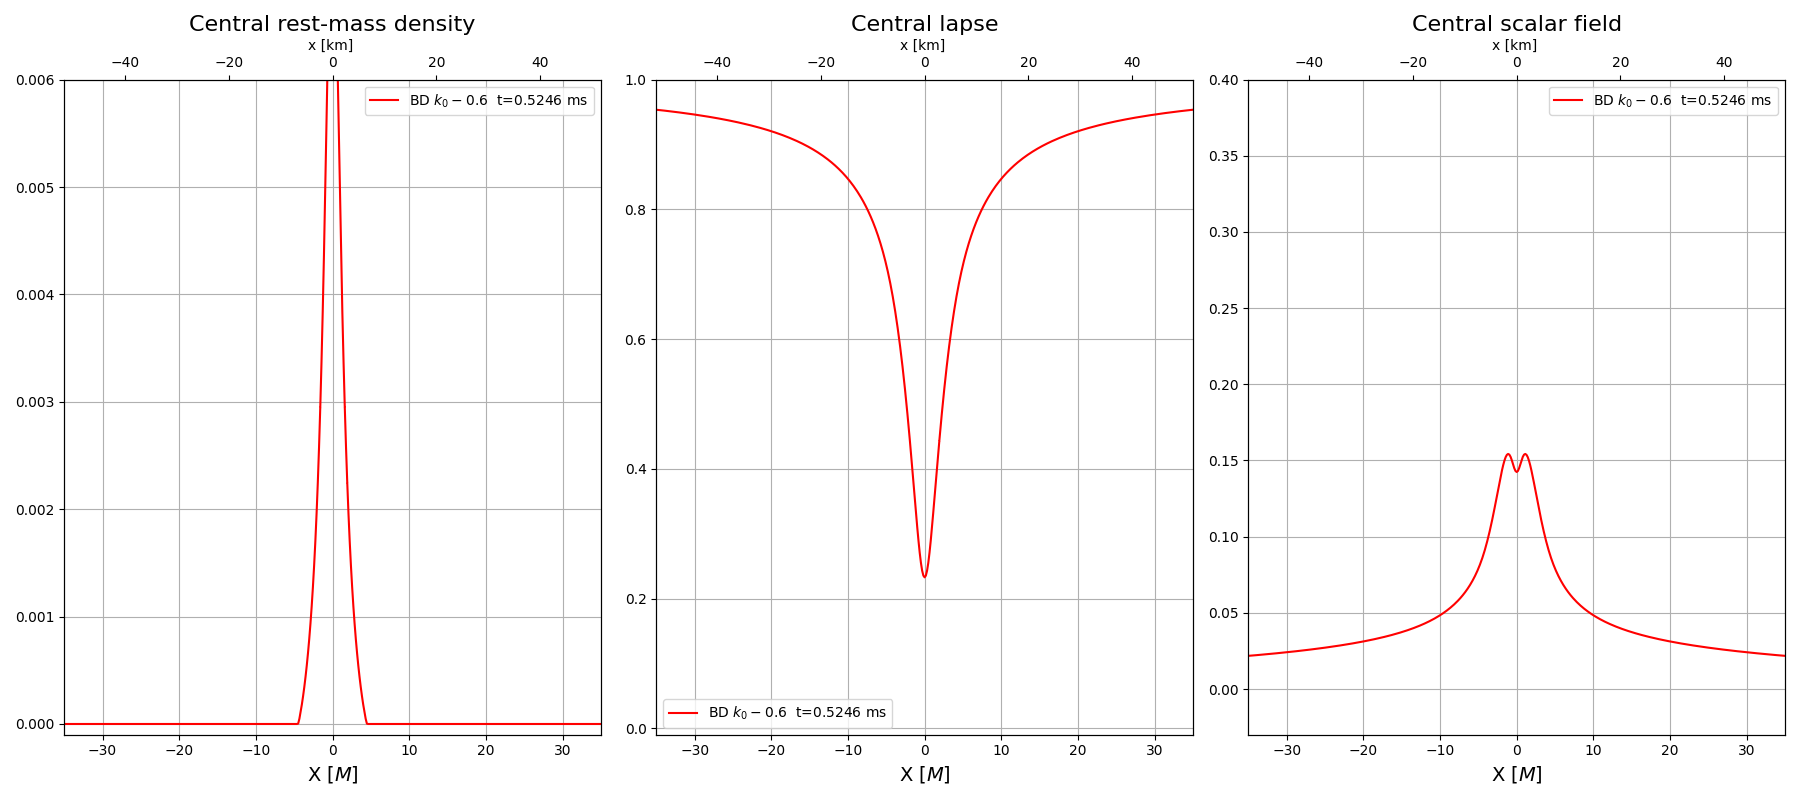 Central rest-mass density
x [km]
−40 −20 0 20 40
0.006
0.005
0.004
0.003
0.002
0.001
0.000
BD k₀ − 0.6 t=0.5246 ms
−30 −20 −10 0 10 20 30
X [M]
Central lapse
x [km]
−40 −20 0 20 40
1.0
0.8
0.6
0.4
0.2
0.0
BD k₀ − 0.6 t=0.5246 ms
−30 −20 −10 0 10 20 30
X [M]
Central scalar field
x [km]
−40 −20 0 20 40
0.40
0.35
0.30
0.25
0.20
0.15
0.10
0.05
0.00
BD k₀ − 0.6 t=0.5246 ms
−30 −20 −10 0 10 20 30
X [M]